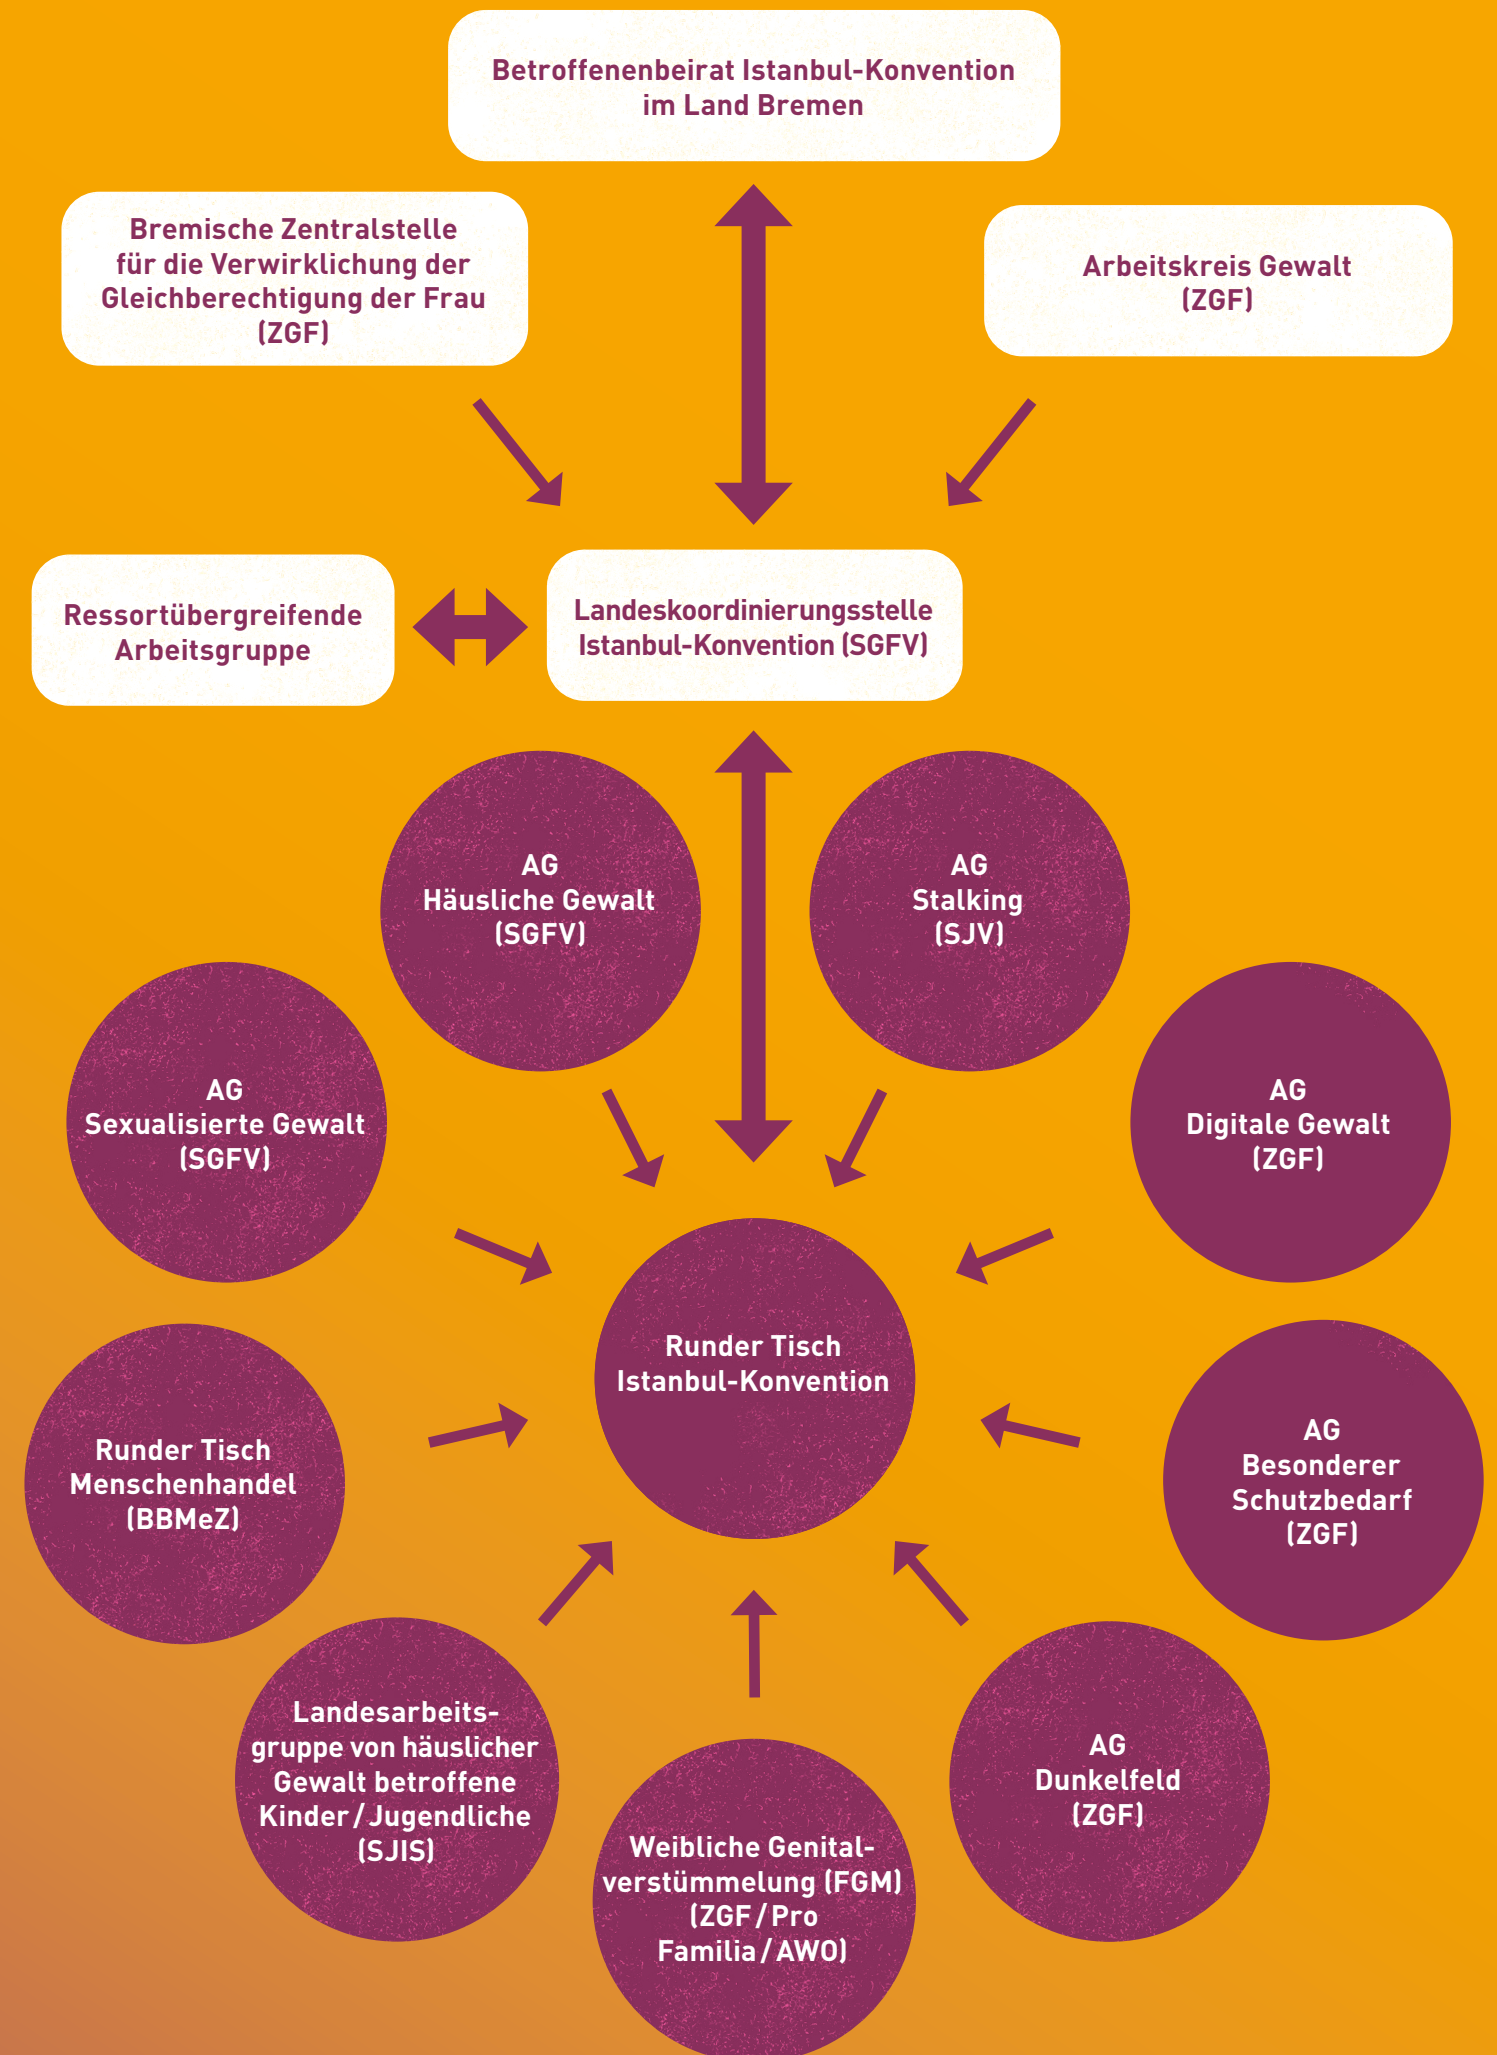 Betroffenenbeirat Istanbul-Konvention
im Land Bremen
Bremische Zentralstelle
für die Verwirklichung der
Gleichberechtigung der Frau
(ZGF)
Arbeitskreis Gewalt
(ZGF)
Ressortübergreifende
Arbeitsgruppe
Landeskoordinierungsstelle
Istanbul-Konvention (SGFV)
AG
Häusliche Gewalt
(SGFV)
AG
Stalking
(SJV)
AG
Sexualisierte Gewalt
(SGFV)
AG
Digitale Gewalt
(ZGF)
Runder Tisch
Istanbul-Konvention
Runder Tisch
Menschenhandel
(BBMeZ)
AG
Besonderer
Schutzbedarf
(ZGF)
Landesarbeits-
gruppe von häuslicher
Gewalt betroffene
Kinder / Jugendliche
(SJIS)
Weibliche Genital-
verstümmelung (FGM)
(ZGF / Pro
Familia / AWO)
AG
Dunkelfeld
(ZGF)